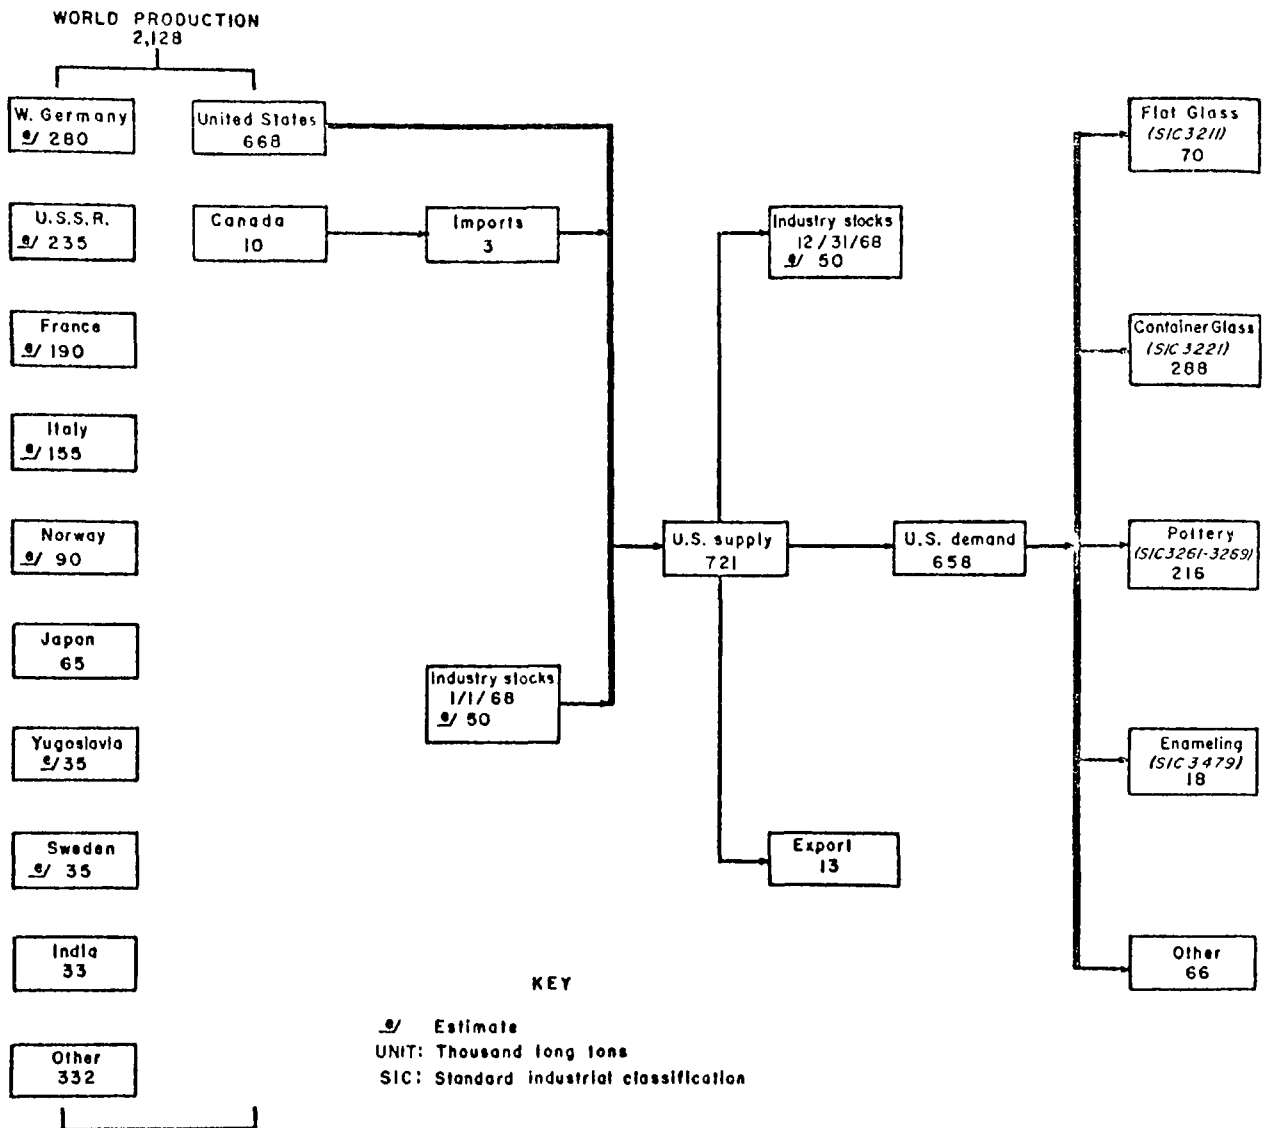 WORLD PRODUCTION
2,128
W. Germany
e/ 280
United States
668
U.S.S.R.
e/ 235
Canada
10
Imports
3
France
e/ 190
Italy
e/ 155
Norway
e/ 90
Japan
65
Yugoslavia
e/ 35
Sweden
e/ 35
India
33
Other
332
Industry stocks
1/1/68
e/ 50
U.S. supply
721
Industry stocks
12/31/68
e/ 50
Export
13
U.S. demand
658
Flat Glass
(SIC 3211)
70
Container Glass
(SIC 3221)
288
Pottery
(SIC3261-3269)
216
Enameling
(SIC 3479)
18
Other
66
KEY
e/ Estimate
UNIT: Thousand long tons
SIC: Standard industrial classification